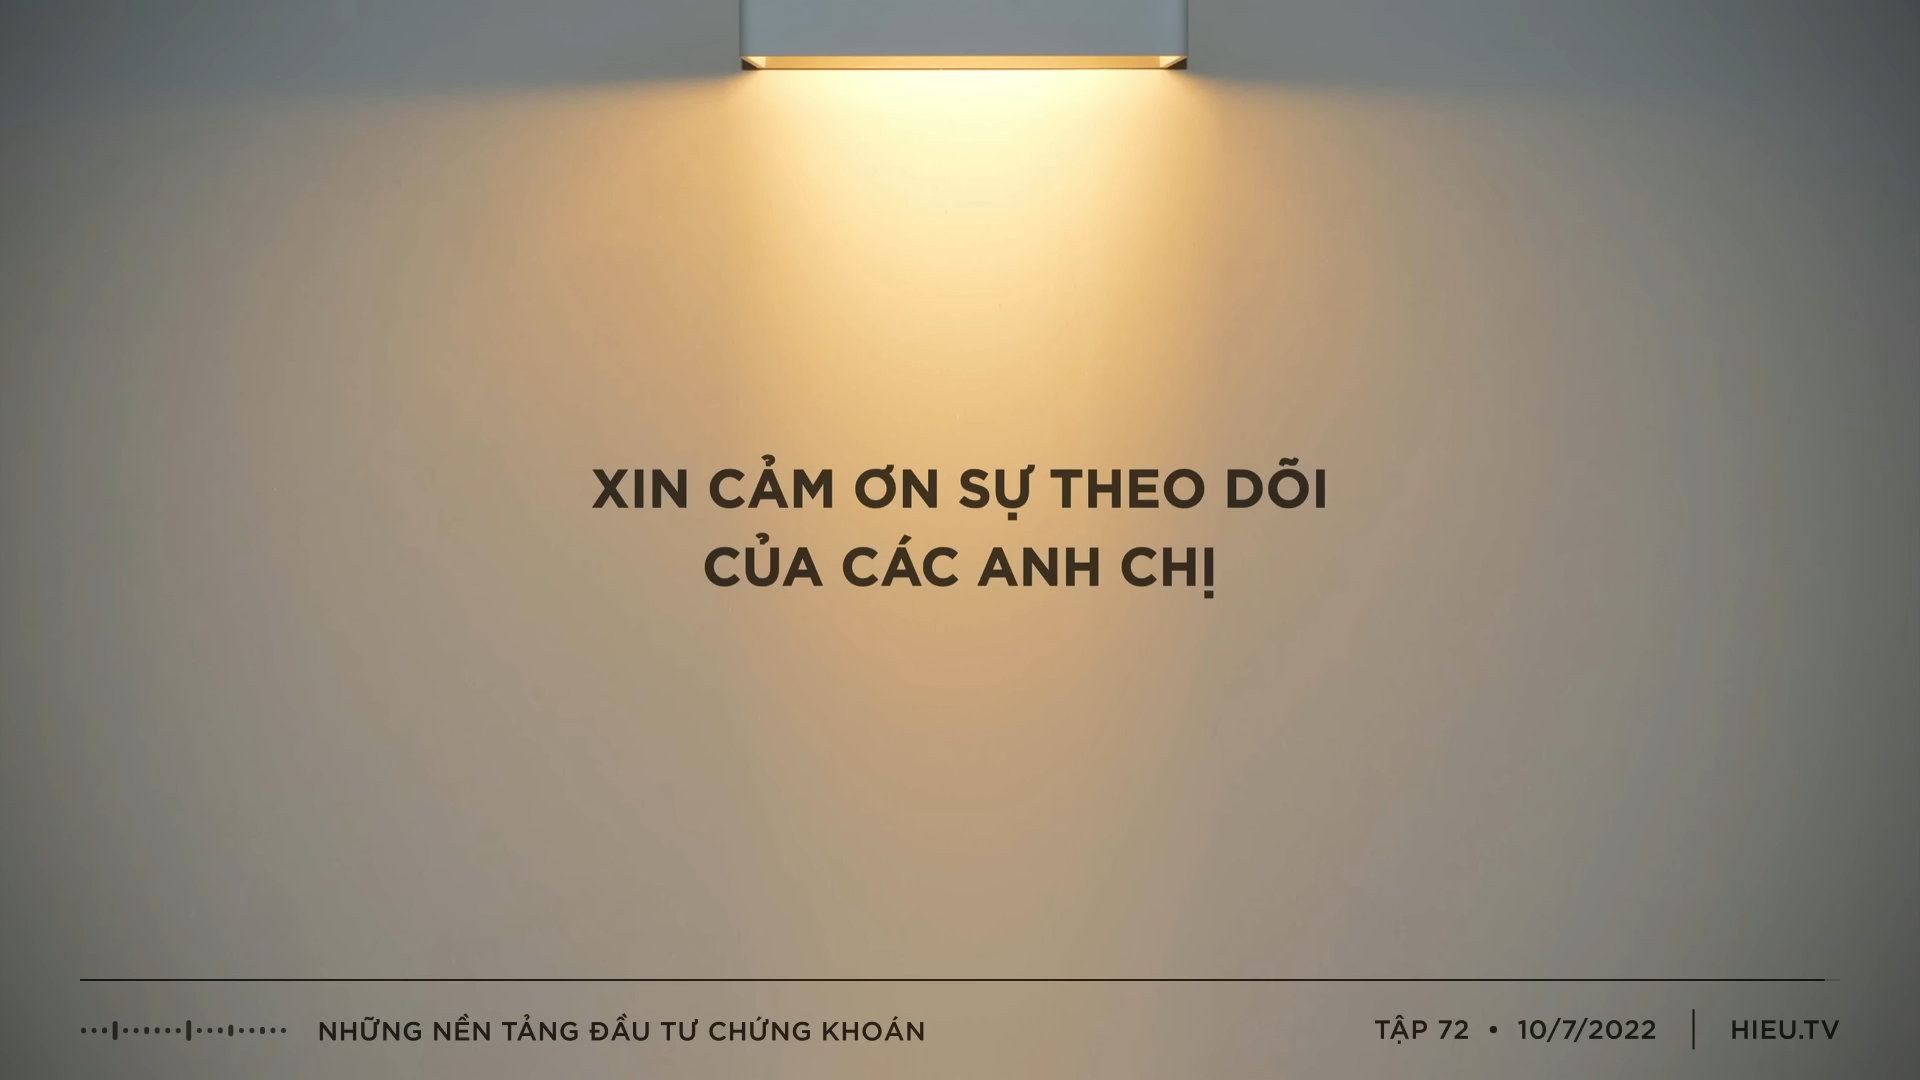 XIN CẢM ƠN SỰ THEO DÕI
CỦA CÁC ANH CHỊ
NHỮNG NỀN TẢNG ĐẦU TƯ CHỨNG KHOÁN
TẬP 72 • 10/7/2022 | HIEU.TV